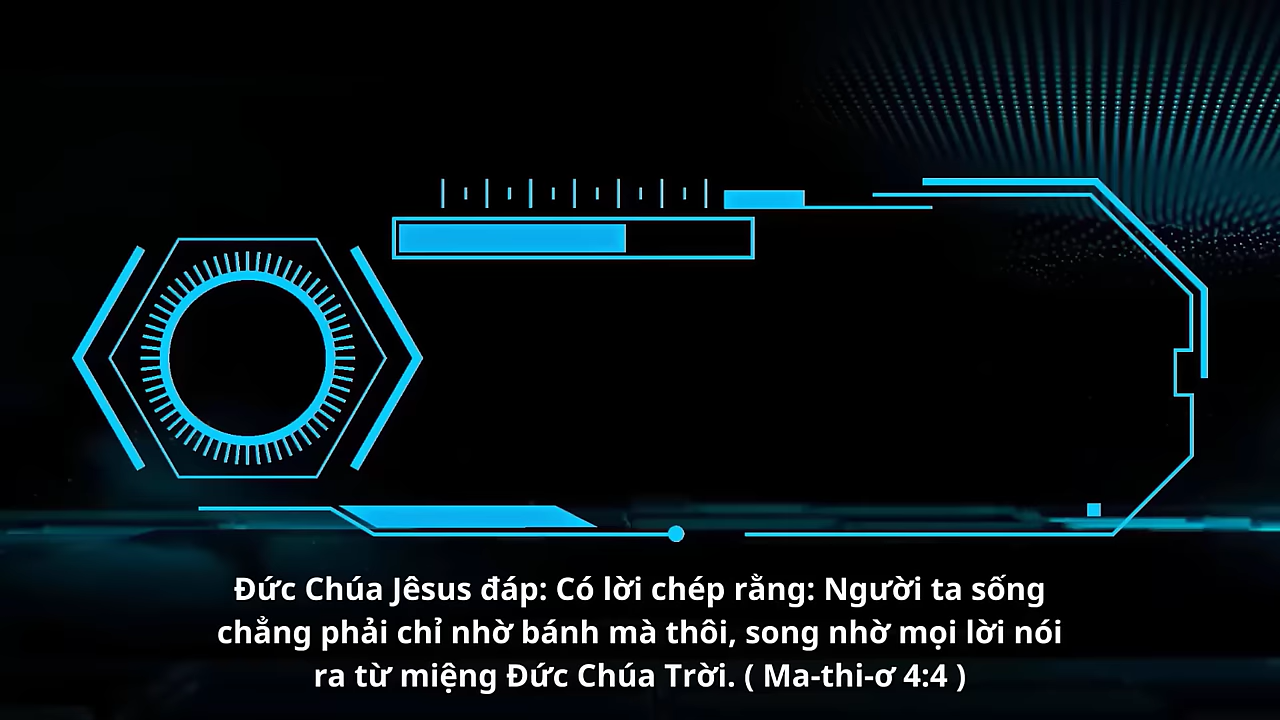 Đức Chúa Jêsus đáp: Có lời chép rằng: Người ta sống
chẳng phải chỉ nhờ bánh mà thôi, song nhờ mọi lời nói
ra từ miệng Đức Chúa Trời. ( Ma-thi-ơ 4:4 )